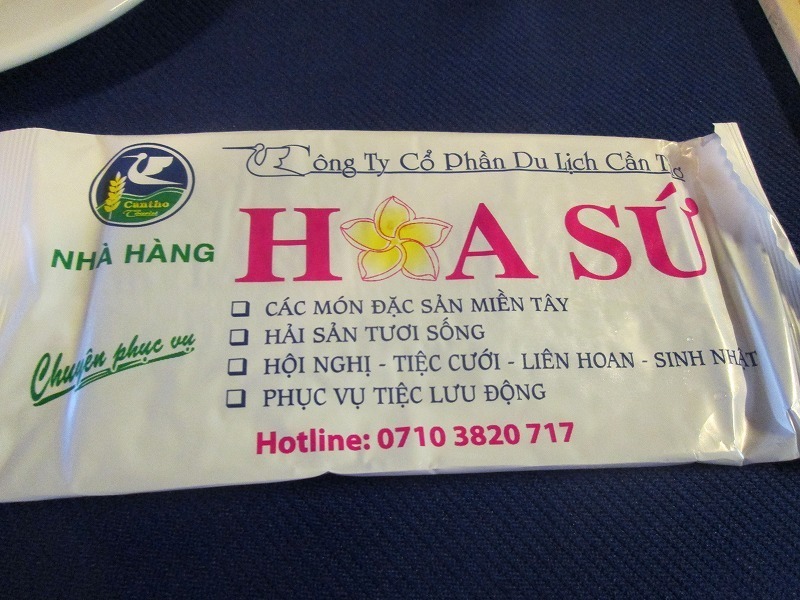 Công Ty Cổ Phần Du Lịch Cần Thơ
Cantho
Tourist
NHÀ HÀNG
HOA SỨ
Chuyên phục vụ
❑ CÁC MÓN ĐẶC SẢN MIỀN TÂY
❑ HẢI SẢN TƯƠI SỐNG
❑ HỘI NGHỊ - TIỆC CƯỚI - LIÊN HOAN - SINH NHẬT
❑ PHỤC VỤ TIỆC LƯU ĐỘNG
Hotline: 0710 3820 717